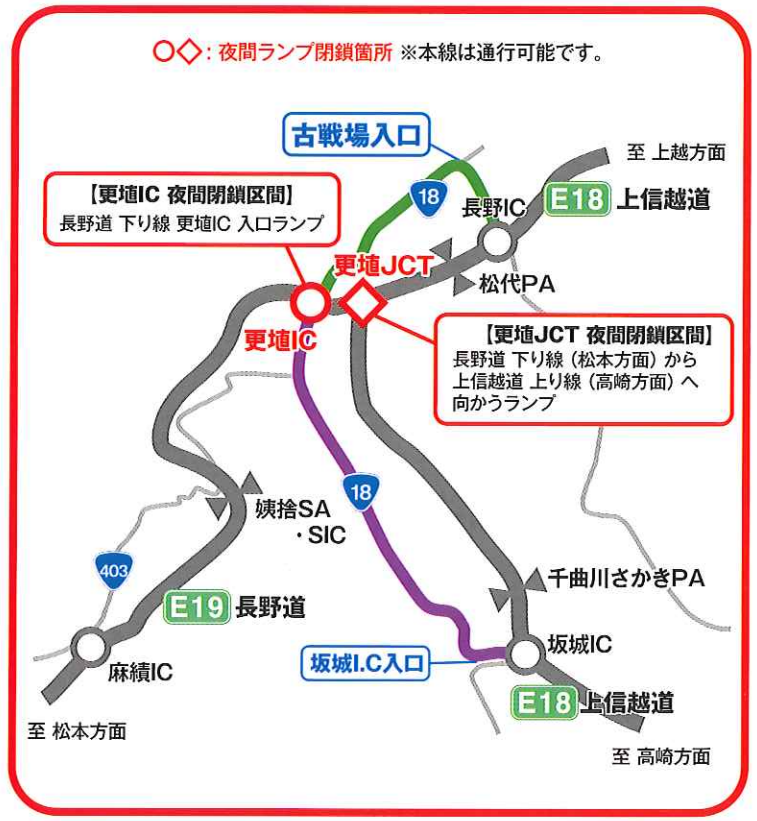 ○◇：夜間ランプ閉鎖箇所 ※本線は通行可能です。
古戦場入口
至 上越方面
【更埴IC 夜間閉鎖区間】
長野道 下り線 更埴IC 入口ランプ
18
長野IC
E18 上信越道
更埴JCT
松代PA
更埴IC
【更埴JCT 夜間閉鎖区間】
長野道 下り線（松本方面）から
上信越道 上り線（高崎方面）へ
向かうランプ
18
姨捨SA
・SIC
403
千曲川さかきPA
E19 長野道
坂城IC
坂城I.C入口
麻績IC
E18 上信越道
至 松本方面
至 高崎方面